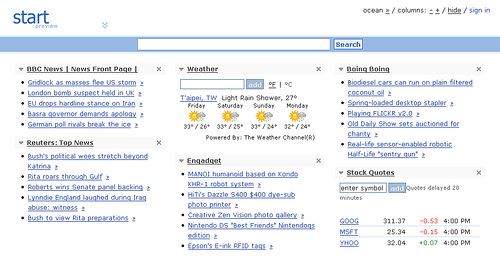 start
preview
ocean » / columns: - + / hide / sign in
Search
BBC News | News Front Page |
Gridlock as masses flee US storm »
London bomb suspect held in UK »
EU drops hardline stance on Iran »
Basra governor demands apology »
German poll rivals break the ice »
Reuters: Top News
Bush's political woes stretch beyond
Katrina »
Rita roars through Gulf »
Roberts wins Senate panel backing »
Lynndie England laughed during Iraq
abuse: witness »
Bush to view Rita preparations »
Weather
add °F | °C
T'aipei, TW Light Rain Shower, 27°
Friday Saturday Sunday Monday
33° / 26° 33° / 25° 33° / 24° 32° / 24°
Powered By: The Weather Channel(R)
Engadget
MANOI humanoid based on Kondo
KHR-1 robot system »
HiTi's Dazzle S400 $400 dye-sub
photo printer »
Creative Zen Vision photo gallery »
Nintendo DS "Best Friends" Nintendogs
edition »
Epson's E-ink RFID tags »
Boing Boing
Biodiesel cars can run on plain filtered
coconut oil »
Spring-loaded desktop stapler »
Playing FLICKR v2.0 »
Old Daily Show sets auctioned for
charity »
Real-life sensor-enabled robotic
Half-Life "sentry gun" »
Stock Quotes
enter symbol add Quotes delayed 20
minutes
GOOG 311.37 -0.53 4:00 PM
MSFT 25.34 -0.15 4:00 PM
YHOO 32.04 +0.07 4:00 PM